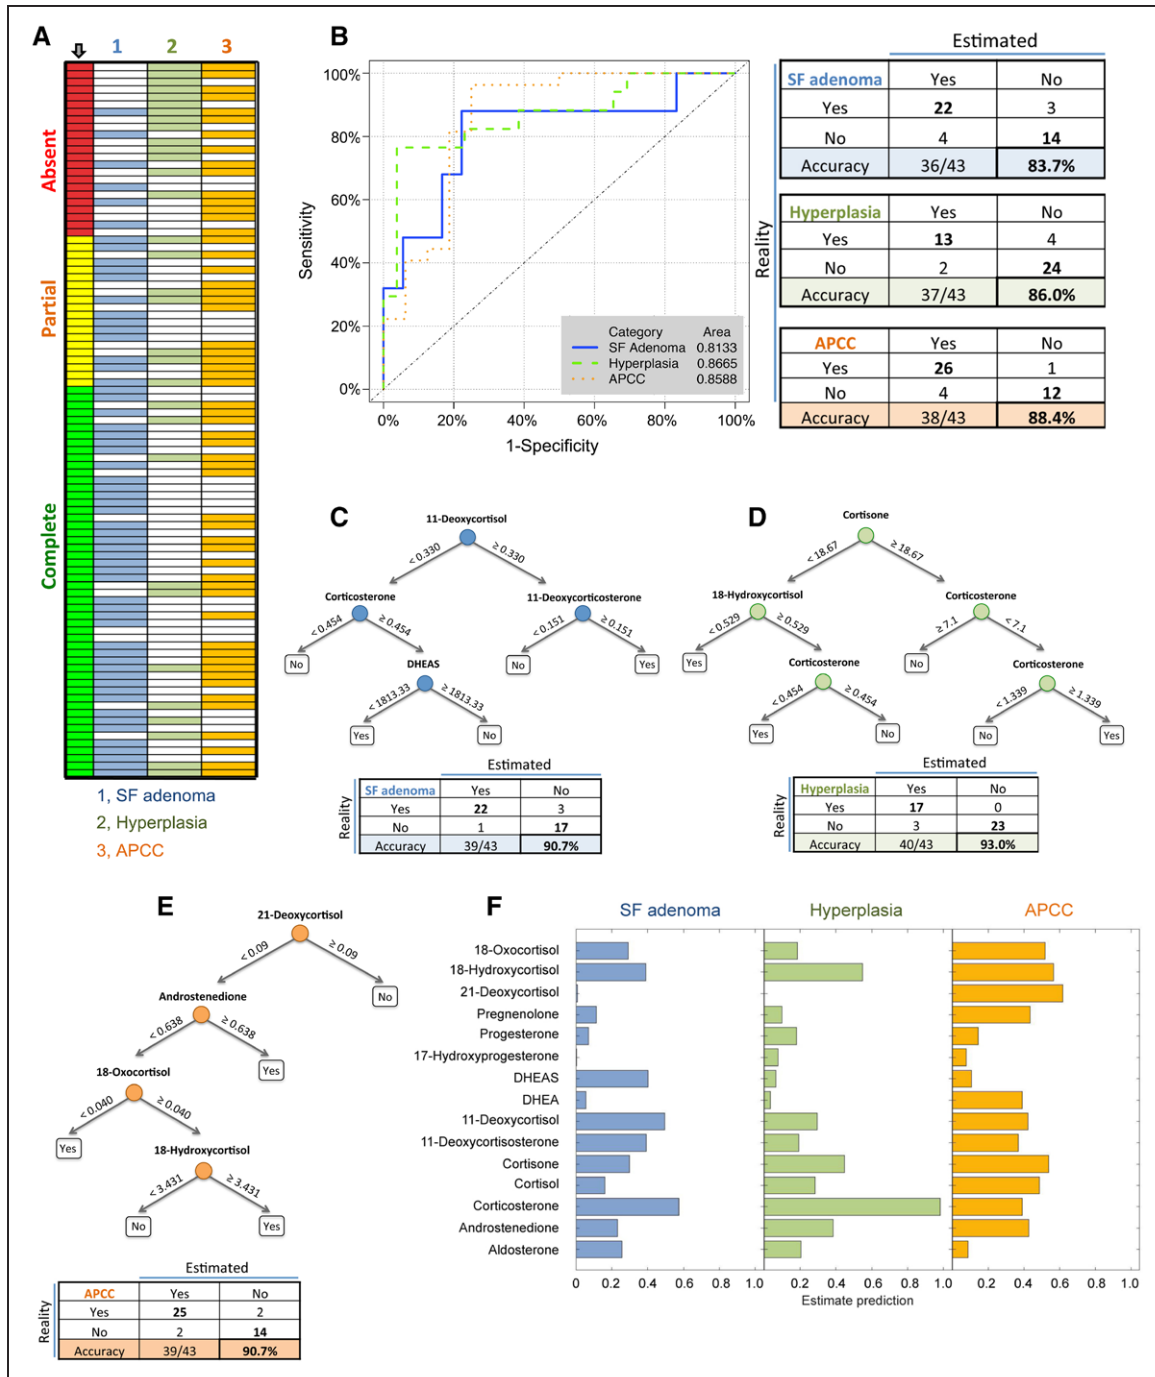 A
1 2 3
Absent
Partial
Complete
1, SF adenoma
2, Hyperplasia
3, APCC
B
100%
80%
60%
40%
20%
0%
Sensitivity
0% 20% 40% 60% 80% 100%
1-Specificity
Category Area
SF Adenoma 0.8133
Hyperplasia 0.8665
APCC 0.8588
Estimated
Reality
SF adenoma Yes No
Yes 22 3
No 4 14
Accuracy 36/43 83.7%
Hyperplasia Yes No
Yes 13 4
No 2 24
Accuracy 37/43 86.0%
APCC Yes No
Yes 26 1
No 4 12
Accuracy 38/43 88.4%
C
11-Deoxycortisol
< 0.330 ≥ 0.330
Corticosterone 11-Deoxycorticosterone
< 0.454 ≥ 0.454 < 0.151 ≥ 0.151
No DHEAS No Yes
< 1813.33 ≥ 1813.33
Yes No
Estimated
Reality
SF adenoma Yes No
Yes 22 3
No 1 17
Accuracy 39/43 90.7%
D
Cortisone
< 18.67 ≥ 18.67
18-Hydroxycortisol Corticosterone
< 0.529 ≥ 0.529 ≥ 7.1 < 7.1
Yes Corticosterone No Corticosterone
< 0.454 ≥ 0.454 < 1.339 ≥ 1.339
Yes No No Yes
Estimated
Reality
Hyperplasia Yes No
Yes 17 0
No 3 23
Accuracy 40/43 93.0%
E
21-Deoxycortisol
< 0.09 ≥ 0.09
Androstenedione No
< 0.638 ≥ 0.638
18-Oxocortisol Yes
< 0.040 ≥ 0.040
Yes 18-Hydroxycortisol
< 3.431 ≥ 3.431
No Yes
Estimated
Reality
APCC Yes No
Yes 25 2
No 2 14
Accuracy 39/43 90.7%
F
SF adenoma Hyperplasia APCC
18-Oxocortisol
18-Hydroxycortisol
21-Deoxycortisol
Pregnenolone
Progesterone
17-Hydroxyprogesterone
DHEAS
DHEA
11-Deoxycortisol
11-Deoxycortisosterone
Cortisone
Cortisol
Corticosterone
Androstenedione
Aldosterone
0 0.2 0.4 0.6 0.8 1.0 0.2 0.4 0.6 0.8 1.0 0.2 0.4 0.6 0.8 1.0
Estimate prediction